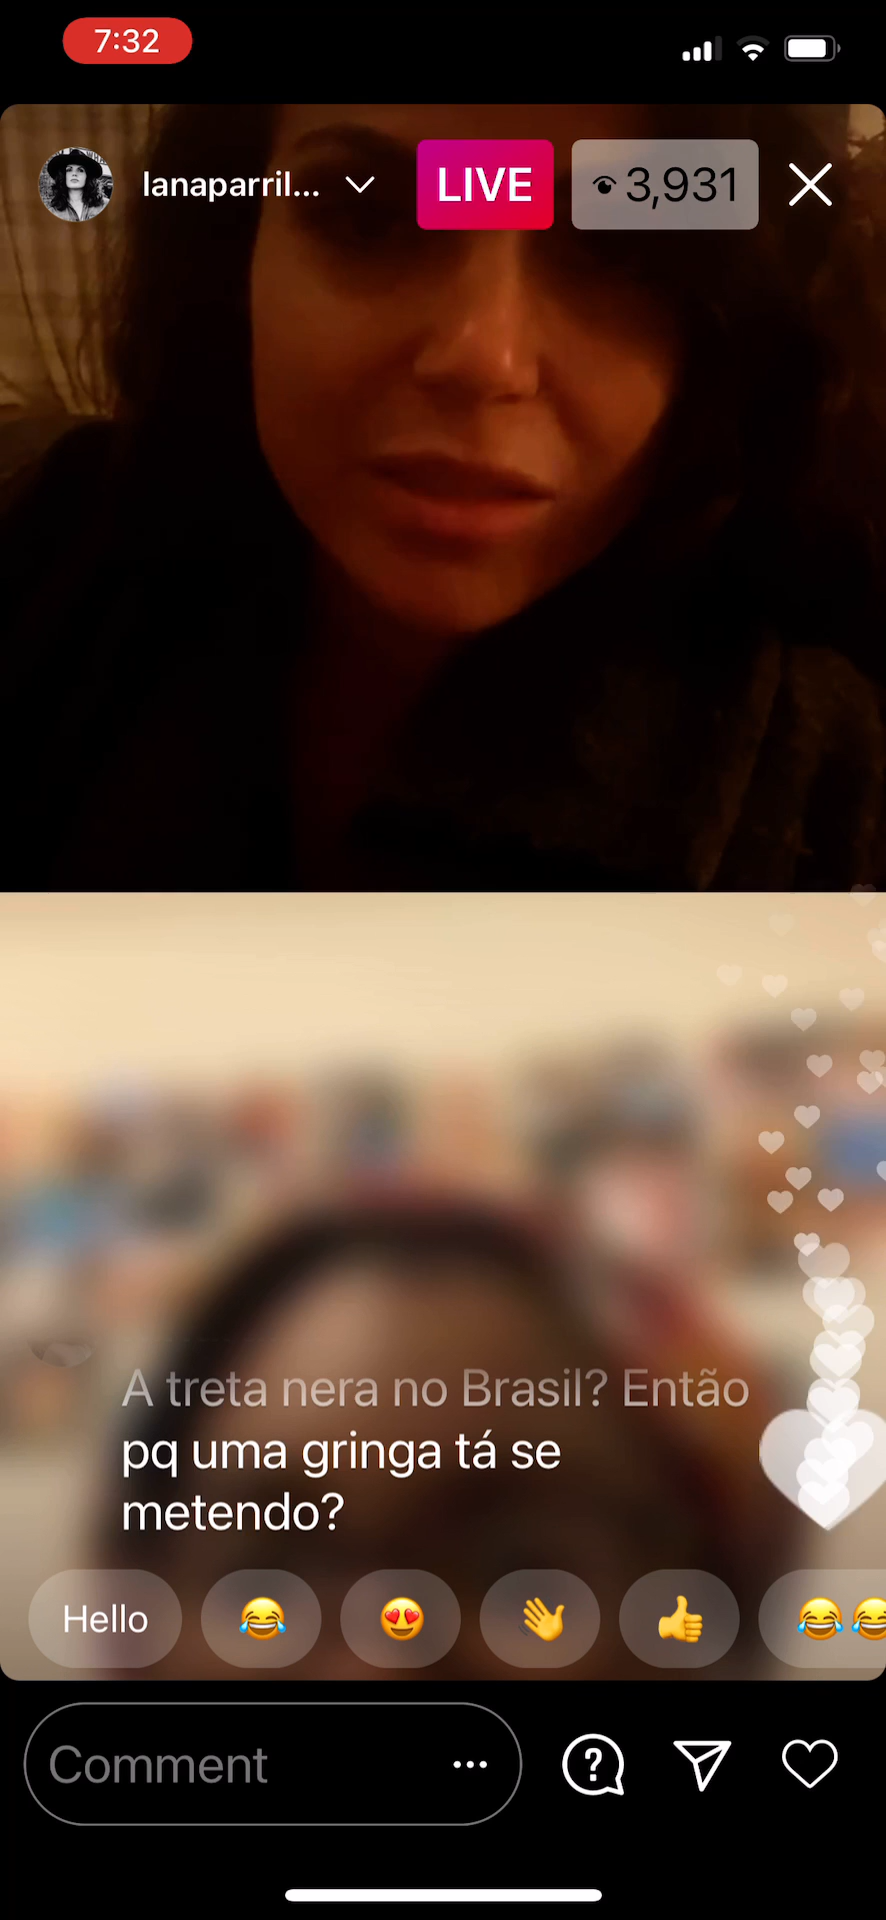 7:32
lanaparril...
LIVE
3,931
A treta nera no Brasil? Então
pq uma gringa tá se
metendo?
Hello
Comment